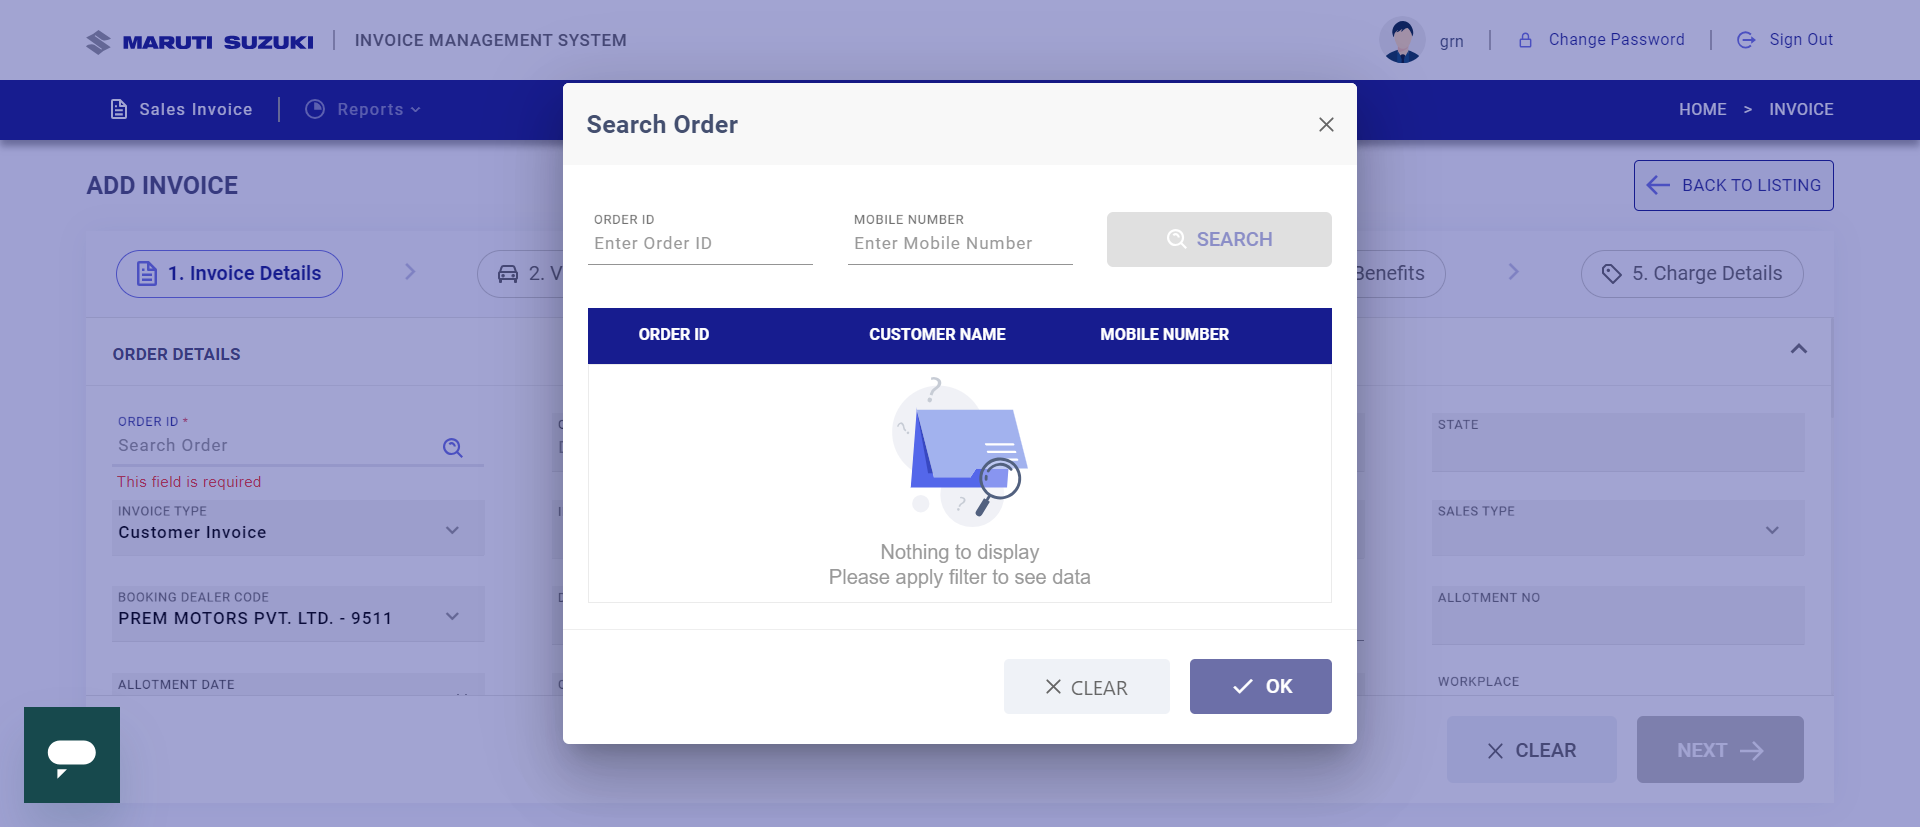 MARUTI SUZUKI
INVOICE MANAGEMENT SYSTEM
grn
Change Password
Sign Out
Sales Invoice
Reports
HOME > INVOICE
ADD INVOICE
BACK TO LISTING
1. Invoice Details
2. V
Benefits
5. Charge Details
ORDER DETAILS
ORDER ID *
Search Order
This field is required
STATE
INVOICE TYPE
Customer Invoice
SALES TYPE
BOOKING DEALER CODE
PREM MOTORS PVT. LTD. - 9511
ALLOTMENT NO
ALLOTMENT DATE
WORKPLACE
CLEAR
NEXT
Search Order
ORDER ID
Enter Order ID
MOBILE NUMBER
Enter Mobile Number
SEARCH
ORDER ID
CUSTOMER NAME
MOBILE NUMBER
Nothing to display
Please apply filter to see data
CLEAR
OK